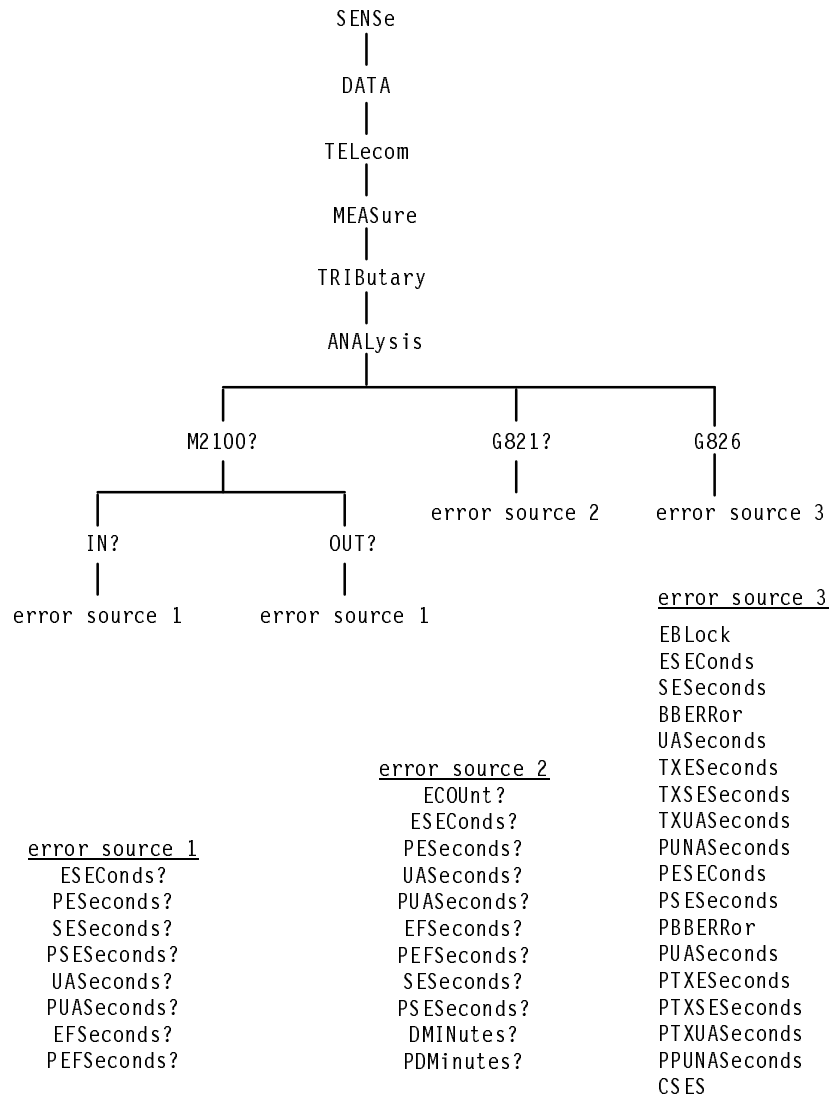 SENSe
DATA
TELecom
MEASure
TRIButary
ANALysis
M2100? G821? G826
error source 2 error source 3
IN? OUT?
error source 1 error source 1
error source 3
EBLock
ESEConds
SESeconds
BBERRor
UASeconds
TXESeconds
TXSESeconds
TXUASeconds
PUNASeconds
PESEConds
PSESeconds
PBBERRor
PUASeconds
PTXESeconds
PTXSESeconds
PTXUASeconds
PPUNASeconds
CSES
error source 2
ECOUnt?
ESEConds?
PESeconds?
UASeconds?
PUASeconds?
EFSeconds?
PEFSeconds?
SESeconds?
PSESeconds?
DMINutes?
PDMinutes?
error source 1
ESEConds?
PESeconds?
SESeconds?
PSESeconds?
UASeconds?
PUASeconds?
EFSeconds?
PEFSeconds?